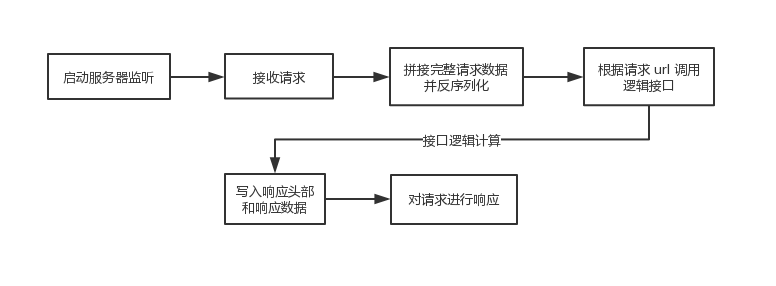 启动服务器监听
接收请求
拼接完整请求数据
并反序列化
根据请求 url 调用
逻辑接口
接口逻辑计算
写入响应头部
和响应数据
对请求进行响应